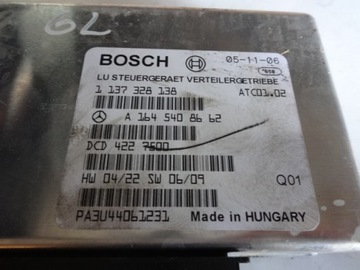 GL
BOSCH 05-11-06
LU STEUERGERAET VERTEILERGETRIEBE
1 137 328 138 ATC01.02
A 164 540 86 62
DCD 422 7500
HW 04/22 SW 06/09 Q01
PA3U44061231 Made in HUNGARY